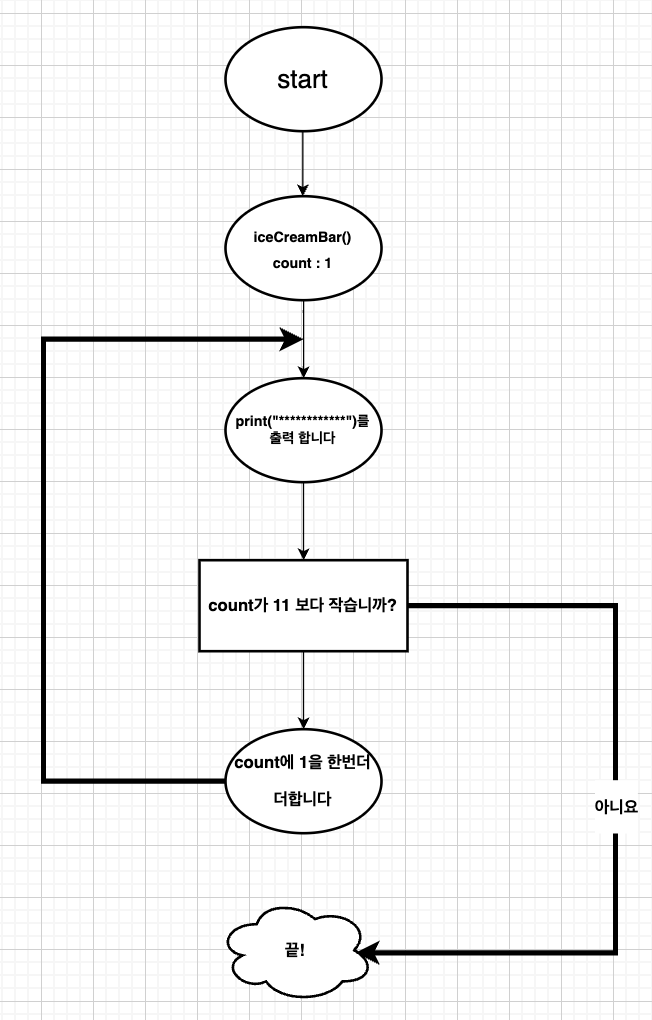 start
iceCreamBar()
count : 1
print("************")를
출력 합니다
count가 11 보다 작습니까?
count에 1을 한번더
더합니다
아니요
끝!